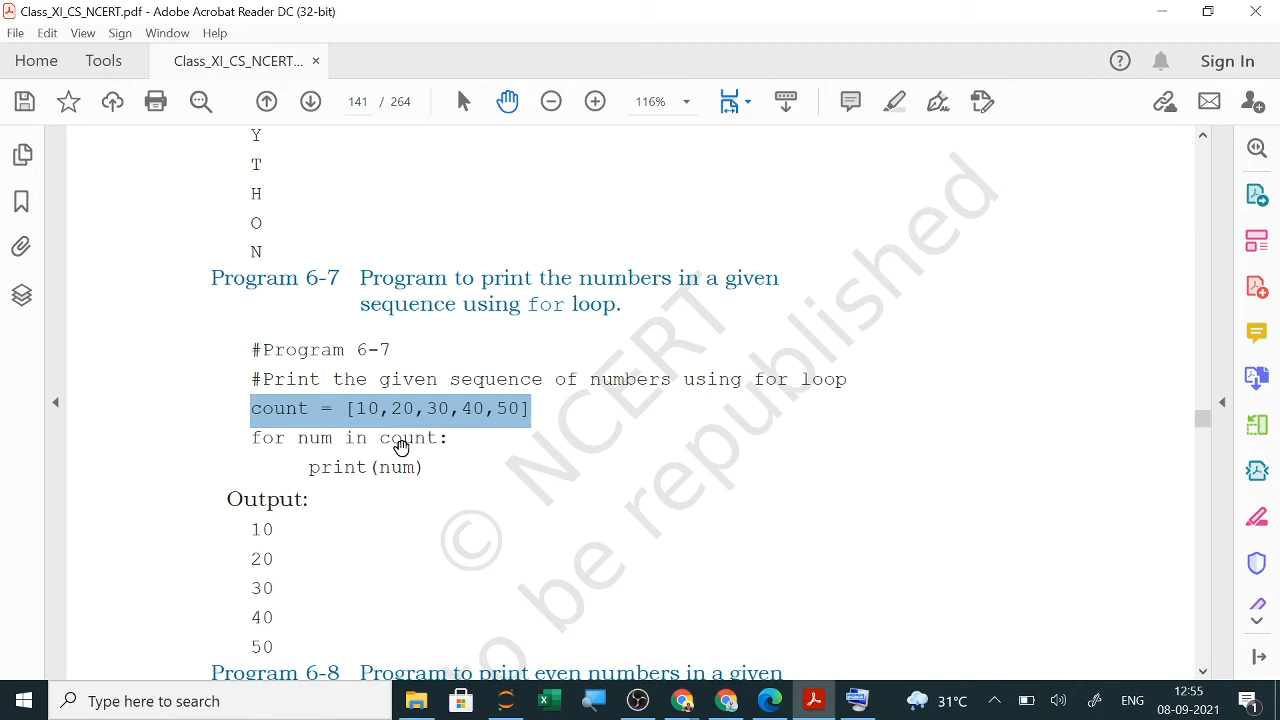 Class_XI_CS_NCERT.pdf - Adobe Acrobat Reader DC (32-bit)
File Edit View Sign Window Help
Home Tools Class_XI_CS_NCERT... × Sign In
141 / 264 116%
Y
T
H
O
N
Program 6-7 Program to print the numbers in a given
sequence using for loop.
#Program 6-7
#Print the given sequence of numbers using for loop
count = [10,20,30,40,50]
for num in count:
print(num)
Output:
10
20
30
40
50
Program 6-8 Program to print even numbers in a given
© NCERT
to be republished
Type here to search
31°C ENG 12:55
08-09-2021
1